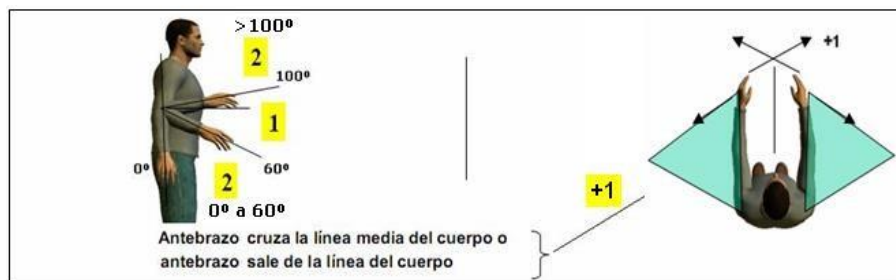 >100º
2
100º
+1
1
0º
60º
2
0º a 60º
+1
Antebrazo cruza la línea media del cuerpo o
antebrazo sale de la línea del cuerpo